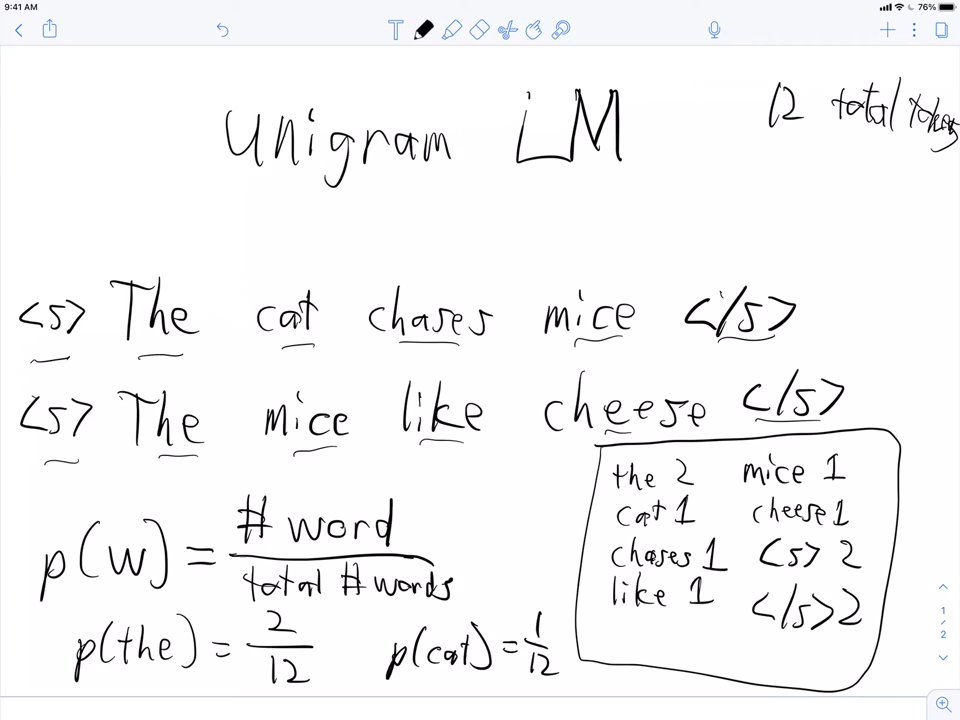 9:41 AM
76%
T
Unigram LM
12 total tokens
<s> The cat chases mice </s>
<s> The mice like cheese </s>
p(w) = # word / total # words
p(the) = 2/12 p(cat) = 1/12
the 2 mice 1
cat 1 cheese 1
chases 1 <s> 2
like 1 </s> 2
1
/
2